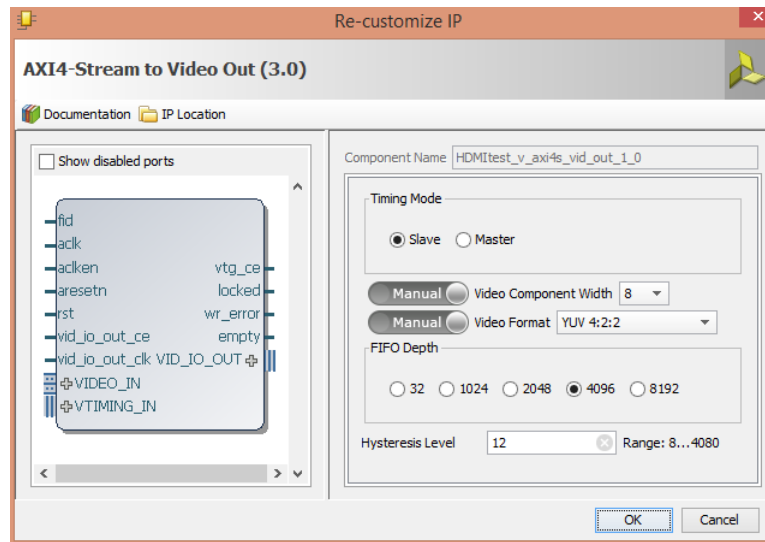 Re-customize IP
AXI4-Stream to Video Out (3.0)
Documentation IP Location
Show disabled ports
fid
aclk
aclken
aresetn
rst
vid_io_out_ce
vid_io_out_clk
VIDEO_IN
VTIMING_IN
vtg_ce
locked
wr_error
empty
VID_IO_OUT
Component Name HDMItest_v_axi4s_vid_out_1_0
Timing Mode
Slave Master
Manual Video Component Width 8
Manual Video Format YUV 4:2:2
FIFO Depth
32 1024 2048 4096 8192
Hysteresis Level 12 Range: 8...4080
OK Cancel